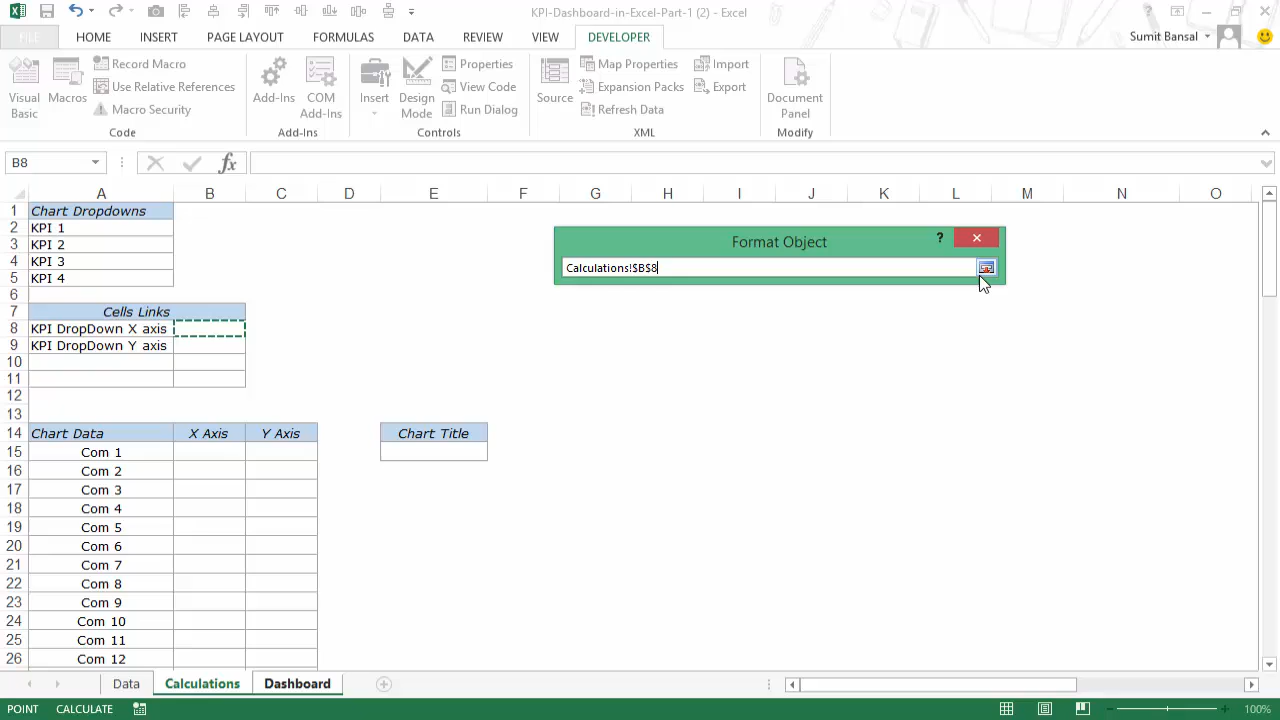 KPI-Dashboard-in-Excel-Part-1 (2) - Excel
FILE HOME INSERT PAGE LAYOUT FORMULAS DATA REVIEW VIEW DEVELOPER Sumit Bansal
Visual Basic
Macros
Record Macro
Use Relative References
Macro Security
Code
Add-Ins
COM Add-Ins
Add-Ins
Insert
Design Mode
Properties
View Code
Run Dialog
Controls
Source
Map Properties
Expansion Packs
Refresh Data
Import
Export
XML
Document Panel
Modify
B8 fx
A B C D E F G H I J K L M N O
1 Chart Dropdowns
2 KPI 1
3 KPI 2
4 KPI 3
5 KPI 4
6
7 Cells Links
8 KPI DropDown X axis
9 KPI DropDown Y axis
10
11
12
13
14 Chart Data X Axis Y Axis Chart Title
15 Com 1
16 Com 2
17 Com 3
18 Com 4
19 Com 5
20 Com 6
21 Com 7
22 Com 8
23 Com 9
24 Com 10
25 Com 11
26 Com 12
Format Object ?
Calculations!$B$8
Data Calculations Dashboard
POINT CALCULATE 100%